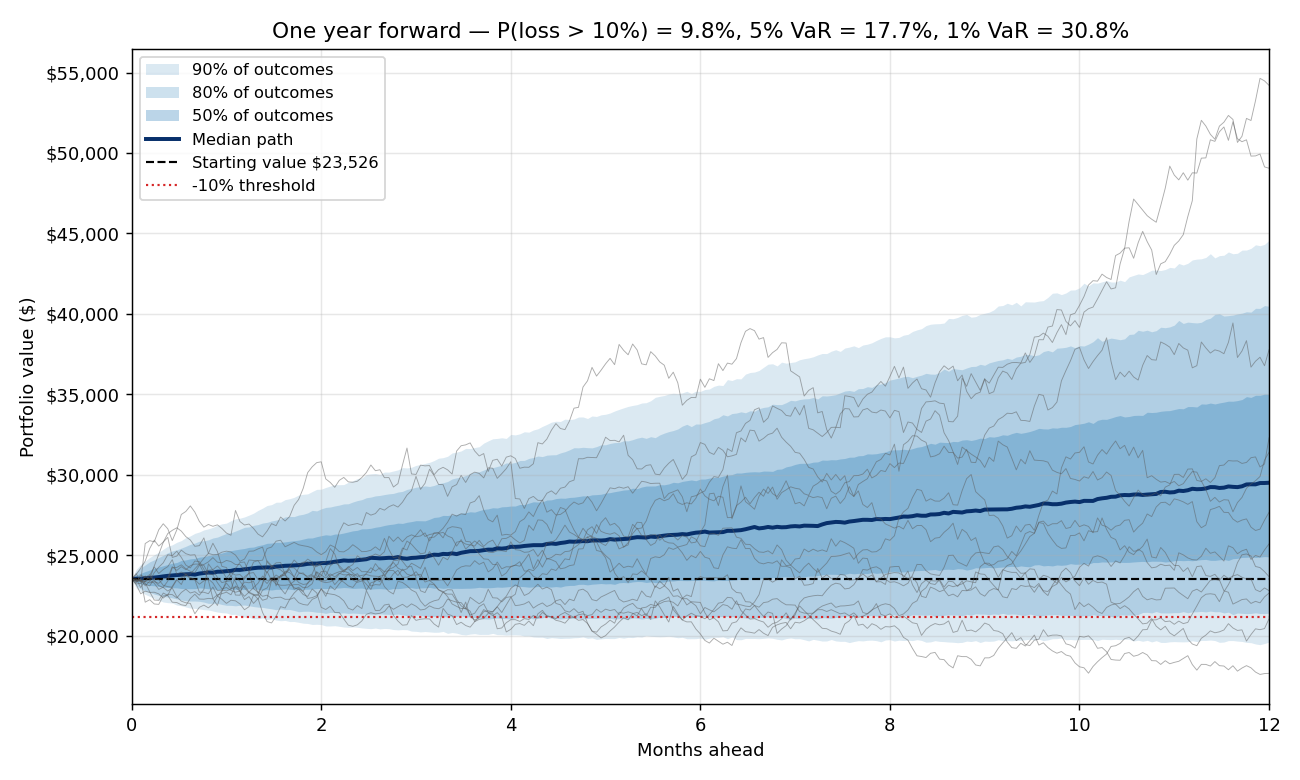 One year forward — P(loss > 10%) = 9.8%, 5% VaR = 17.7%, 1% VaR = 30.8%
90% of outcomes
80% of outcomes
50% of outcomes
Median path
Starting value $23,526
-10% threshold
$55,000
$50,000
$45,000
$40,000
$35,000
$30,000
$25,000
$20,000
Portfolio value ($)
0 2 4 6 8 10 12
Months ahead